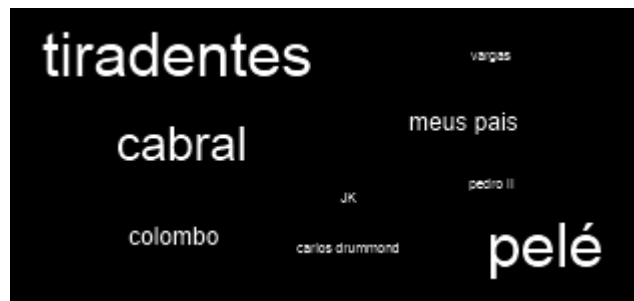 tiradentes
vargas
meus pais
cabral
pedro II
JK
colombo
carlos drummond
pelé